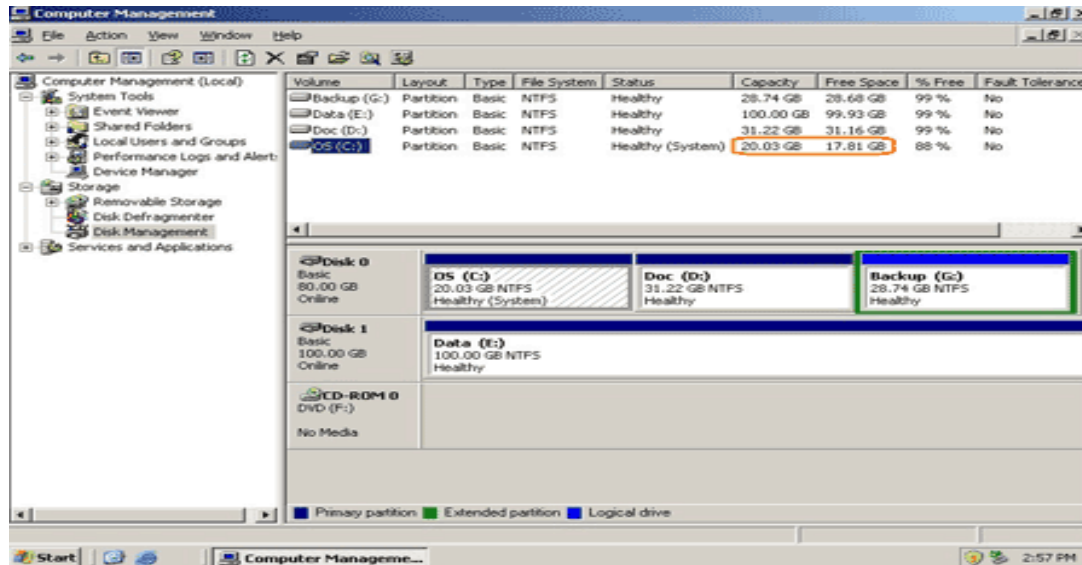 Computer Management
File Action View Window Help
Computer Management (Local)
System Tools
Event Viewer
Shared Folders
Local Users and Groups
Performance Logs and Alert
Device Manager
Storage
Removable Storage
Disk Defragmenter
Disk Management
Services and Applications
Volume Layout Type File System Status Capacity Free Space % Free Fault Tolerance
Backup (G:) Partition Basic NTFS Healthy 28.74 GB 28.68 GB 99 % No
Data (E:) Partition Basic NTFS Healthy 100.00 GB 99.93 GB 99 % No
Doc (D:) Partition Basic NTFS Healthy 31.22 GB 31.16 GB 99 % No
OS (C:) Partition Basic NTFS Healthy (System) 20.03 GB 17.81 GB 88 % No
Disk 0
Basic
80.00 GB
Online
OS (C:)
20.03 GB NTFS
Healthy (System)
Doc (D:)
31.22 GB NTFS
Healthy
Backup (G:)
28.74 GB NTFS
Healthy
Disk 1
Basic
100.00 GB
Online
Data (E:)
100.00 GB NTFS
Healthy
CD-ROM 0
DVD (F:)
No Media
Primary partition Extended partition Logical drive
Start Computer Manageme... 2:57 PM